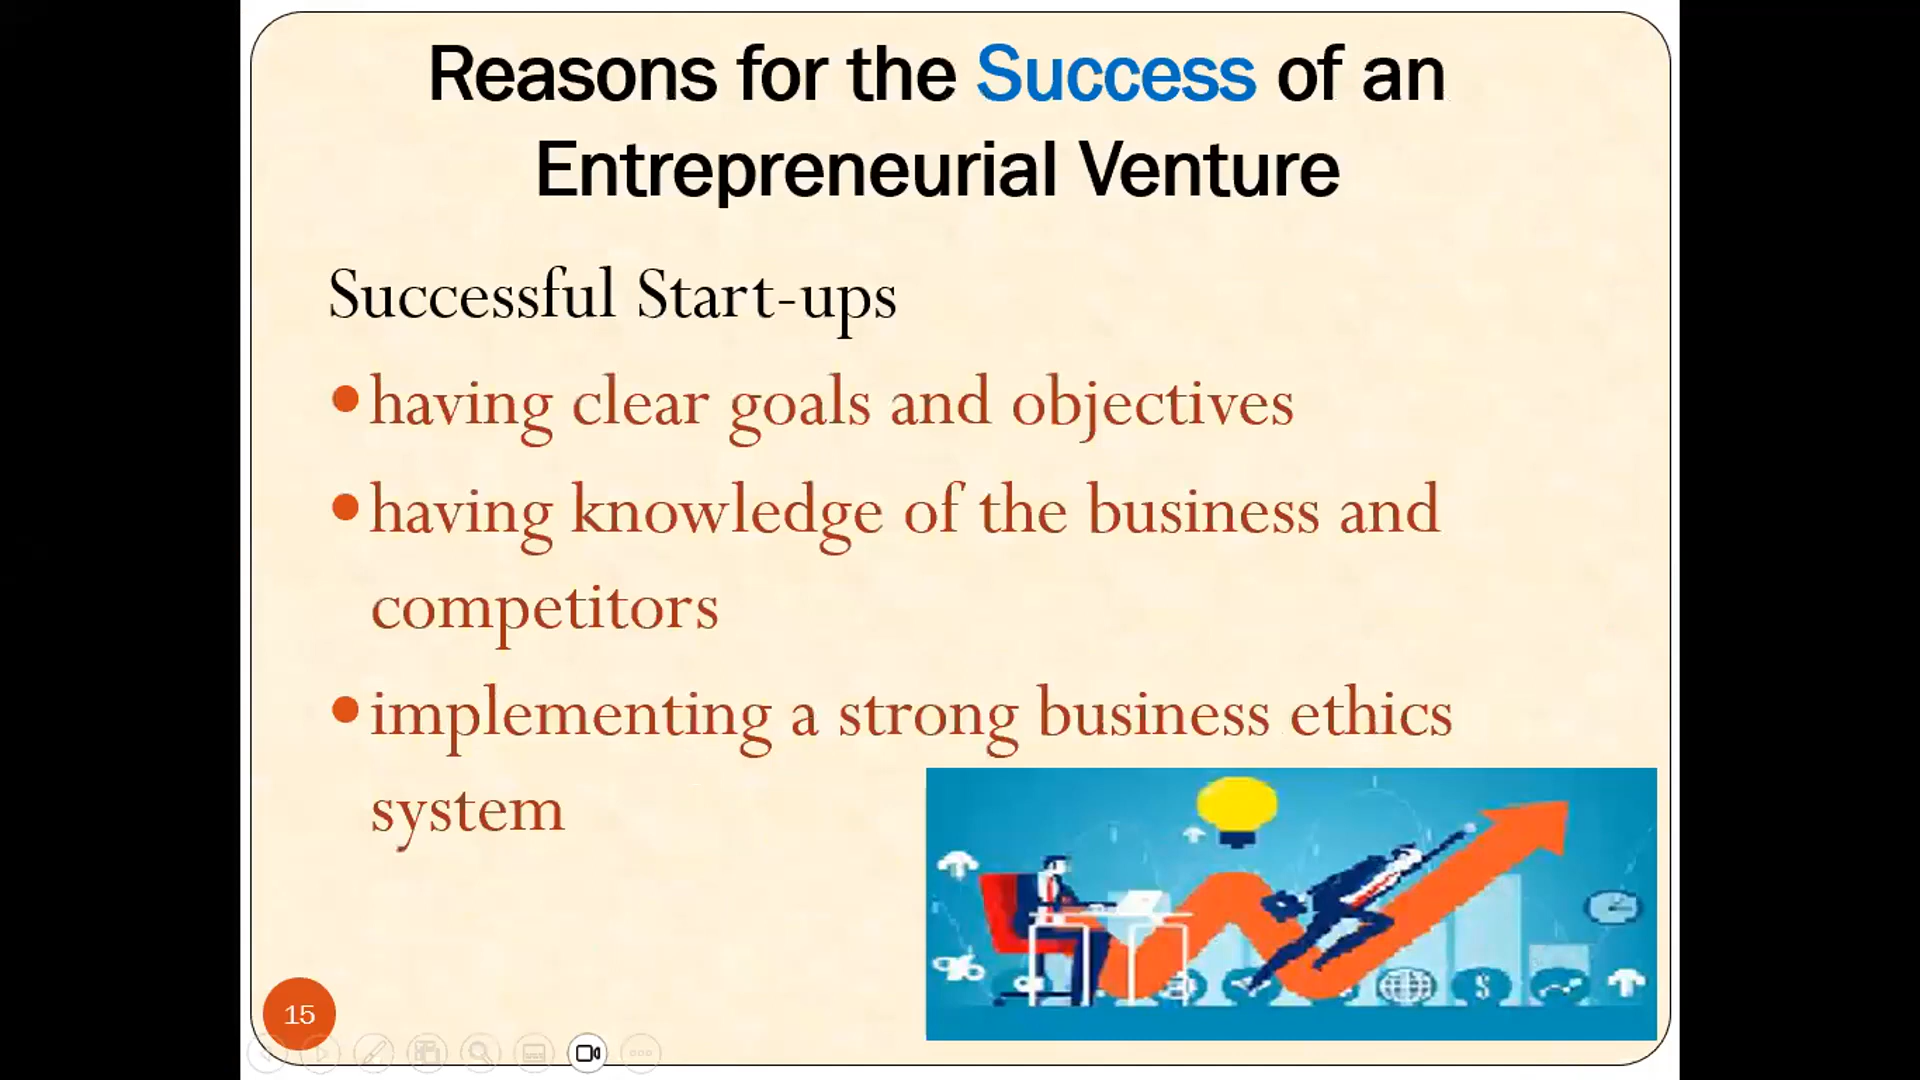 Reasons for the Success of an
Entrepreneurial Venture
Successful Start-ups
•having clear goals and objectives
•having knowledge of the business and
competitors
•implementing a strong business ethics
system
$
15